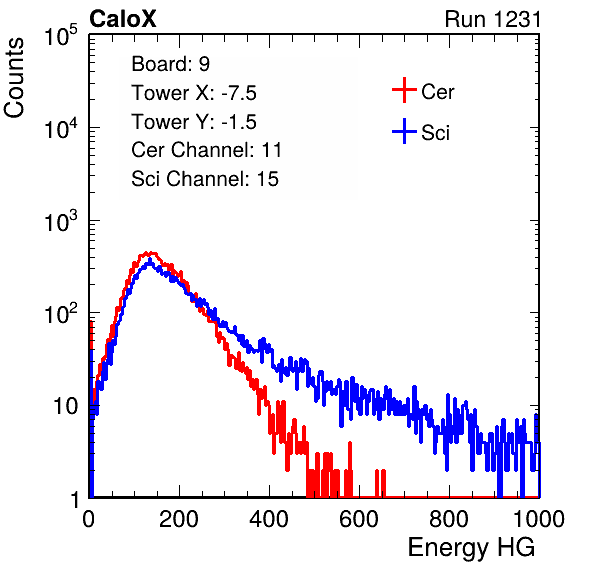 CaloX Run 1231
Counts
10^5
10^4
10^3
10^2
10
1
Board: 9
Tower X: -7.5
Tower Y: -1.5
Cer Channel: 11
Sci Channel: 15
Cer
Sci
0 200 400 600 800 1000
Energy HG